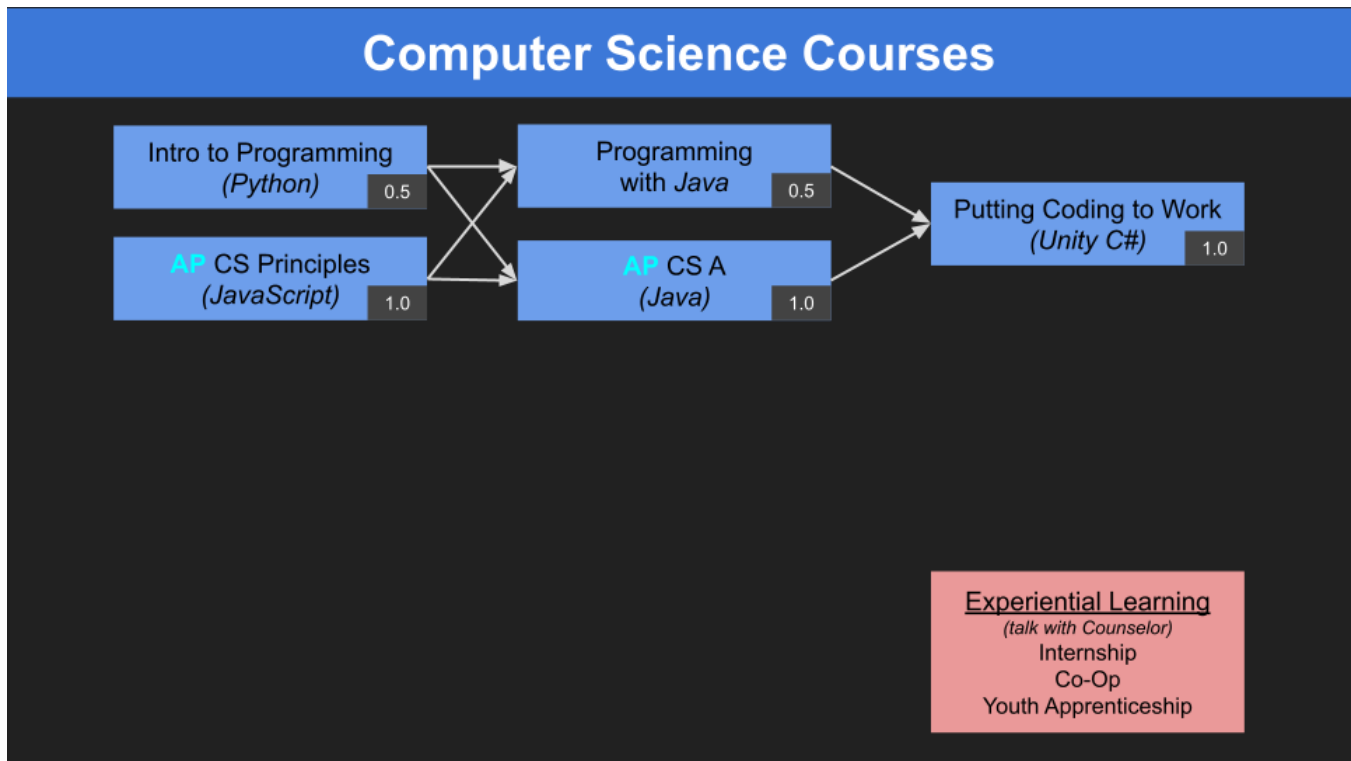 Computer Science Courses
Intro to Programming
(Python)
0.5
Programming
with Java
0.5
Putting Coding to Work
(Unity C#)
1.0
AP CS Principles
(JavaScript)
1.0
AP CS A
(Java)
1.0
Experiential Learning
(talk with Counselor)
Internship
Co-Op
Youth Apprenticeship